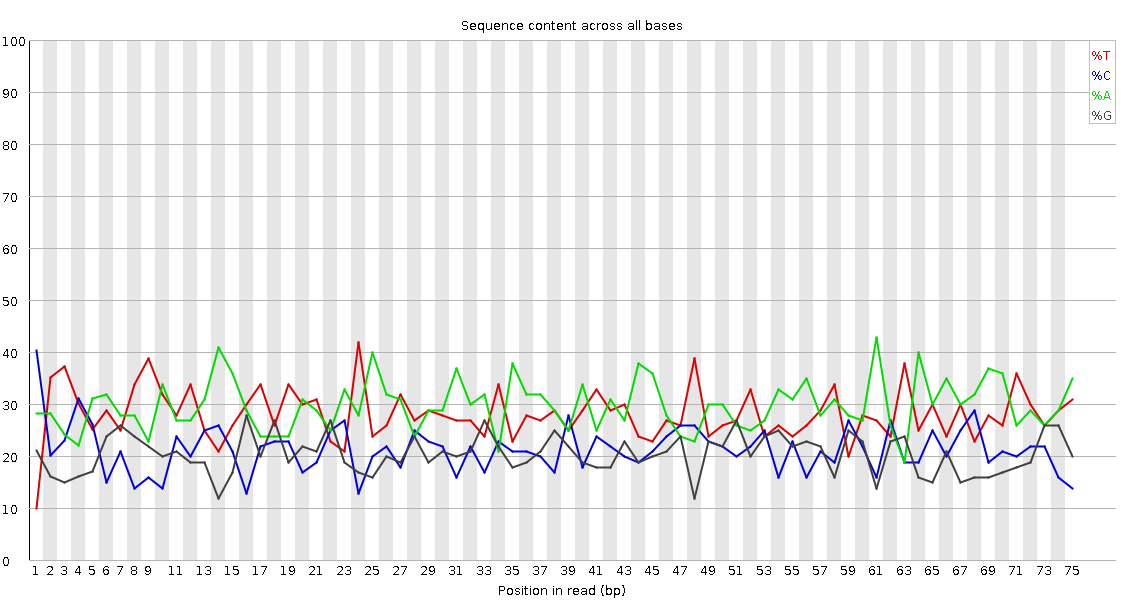 Sequence content across all bases
100
90
80
70
60
50
40
30
20
10
0
%T
%C
%A
%G
1 2 3 4 5 6 7 8 9 11 13 15 17 19 21 23 25 27 29 31 33 35 37 39 41 43 45 47 49 51 53 55 57 59 61 63 65 67 69 71 73 75
Position in read (bp)